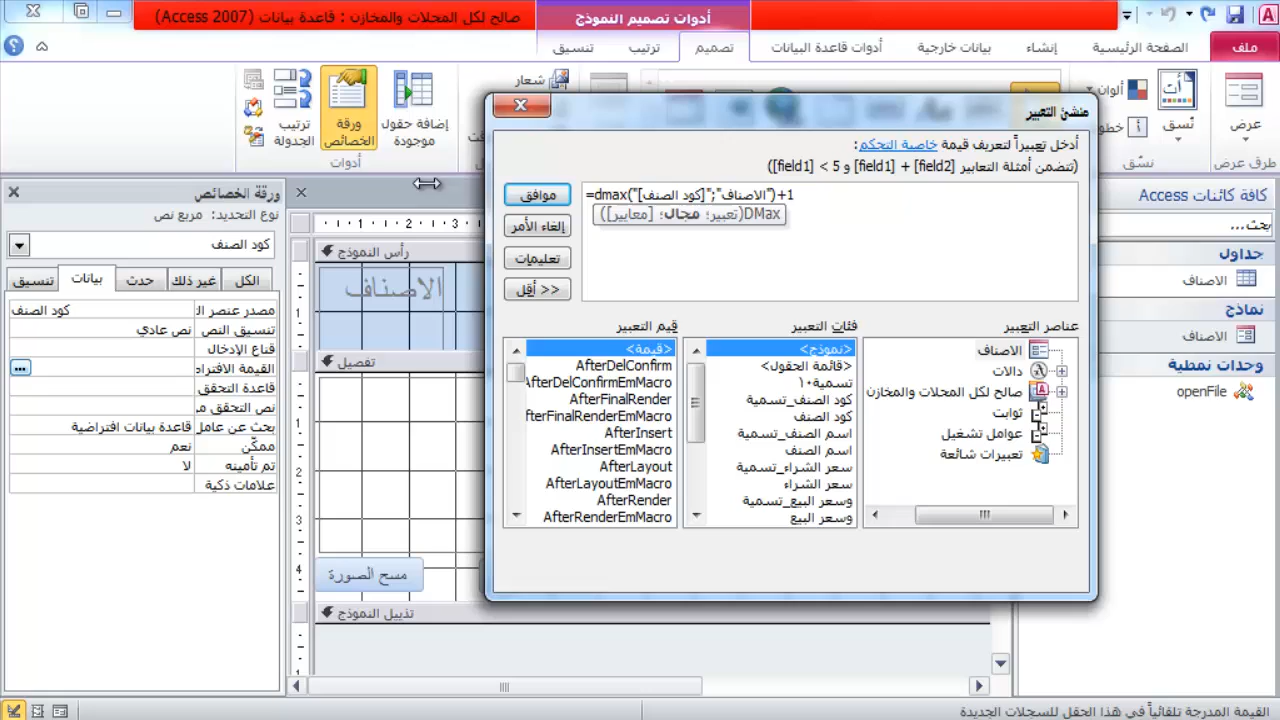 صالح لكل المحلات والمخازن : قاعدة بيانات (Access 2007)
أدوات تصميم النموذج
ملف
الصفحة الرئيسية
إنشاء
بيانات خارجية
أدوات قاعدة البيانات
تصميم
ترتيب
تنسيق
عرض
طرق عرض
نسّق
ألوان
نسّق
شعار
إضافة حقول موجودة
ورقة الخصائص
ترتيب الجدولة
أدوات
منشئ التعبير
أدخل تعبيراً لتعريف قيمة خاصية التحكم:
(تتضمن أمثلة التعابير [field1] + [field2] و [field1] < 5)
=dmax("[كود الصنف]";"الاصناف")+1
DMax(تعبير؛ مجال؛ [معايير])
موافق
إلغاء الأمر
تعليمات
<< أقل
عناصر التعبير
الاصناف
دالات
صالح لكل المحلات والمخازن
ثوابت
عوامل تشغيل
تعبيرات شائعة
فئات التعبير
<نموذج>
<قائمة الحقول>
تسمية١٠
كود الصنف_تسمية
كود الصنف
اسم الصنف_تسمية
اسم الصنف
سعر الشراء_تسمية
سعر الشراء
وسعر البيع_تسمية
وسعر البيع
قيم التعبير
<قيمة>
AfterDelConfirm
AfterDelConfirmEmMacro
AfterFinalRender
AfterFinalRenderEmMacro
AfterInsert
AfterInsertEmMacro
AfterLayout
AfterLayoutEmMacro
AfterRender
AfterRenderEmMacro
كافة كائنات Access
بحث...
جداول
الاصناف
نماذج
الاصناف
وحدات نمطية
openFile
ورقة الخصائص
نوع التحديد: مربع نص
كود الصنف
الكل
غير ذلك
حدث
بيانات
تنسيق
مصدر عنصر الت
كود الصنف
تنسيق النص
نص عادي
قناع الإدخال
القيمة الافتراد
قاعدة التحقق
نص التحقق م
بحث عن عامل
قاعدة بيانات افتراضية
ممكّن
نعم
تم تأمينه
لا
علامات ذكية
رأس النموذج
الاصناف
تفصيل
مسح الصورة
تذييل النموذج
القيمة المدرجة تلقائياً في هذا الحقل للسجلات الجديدة